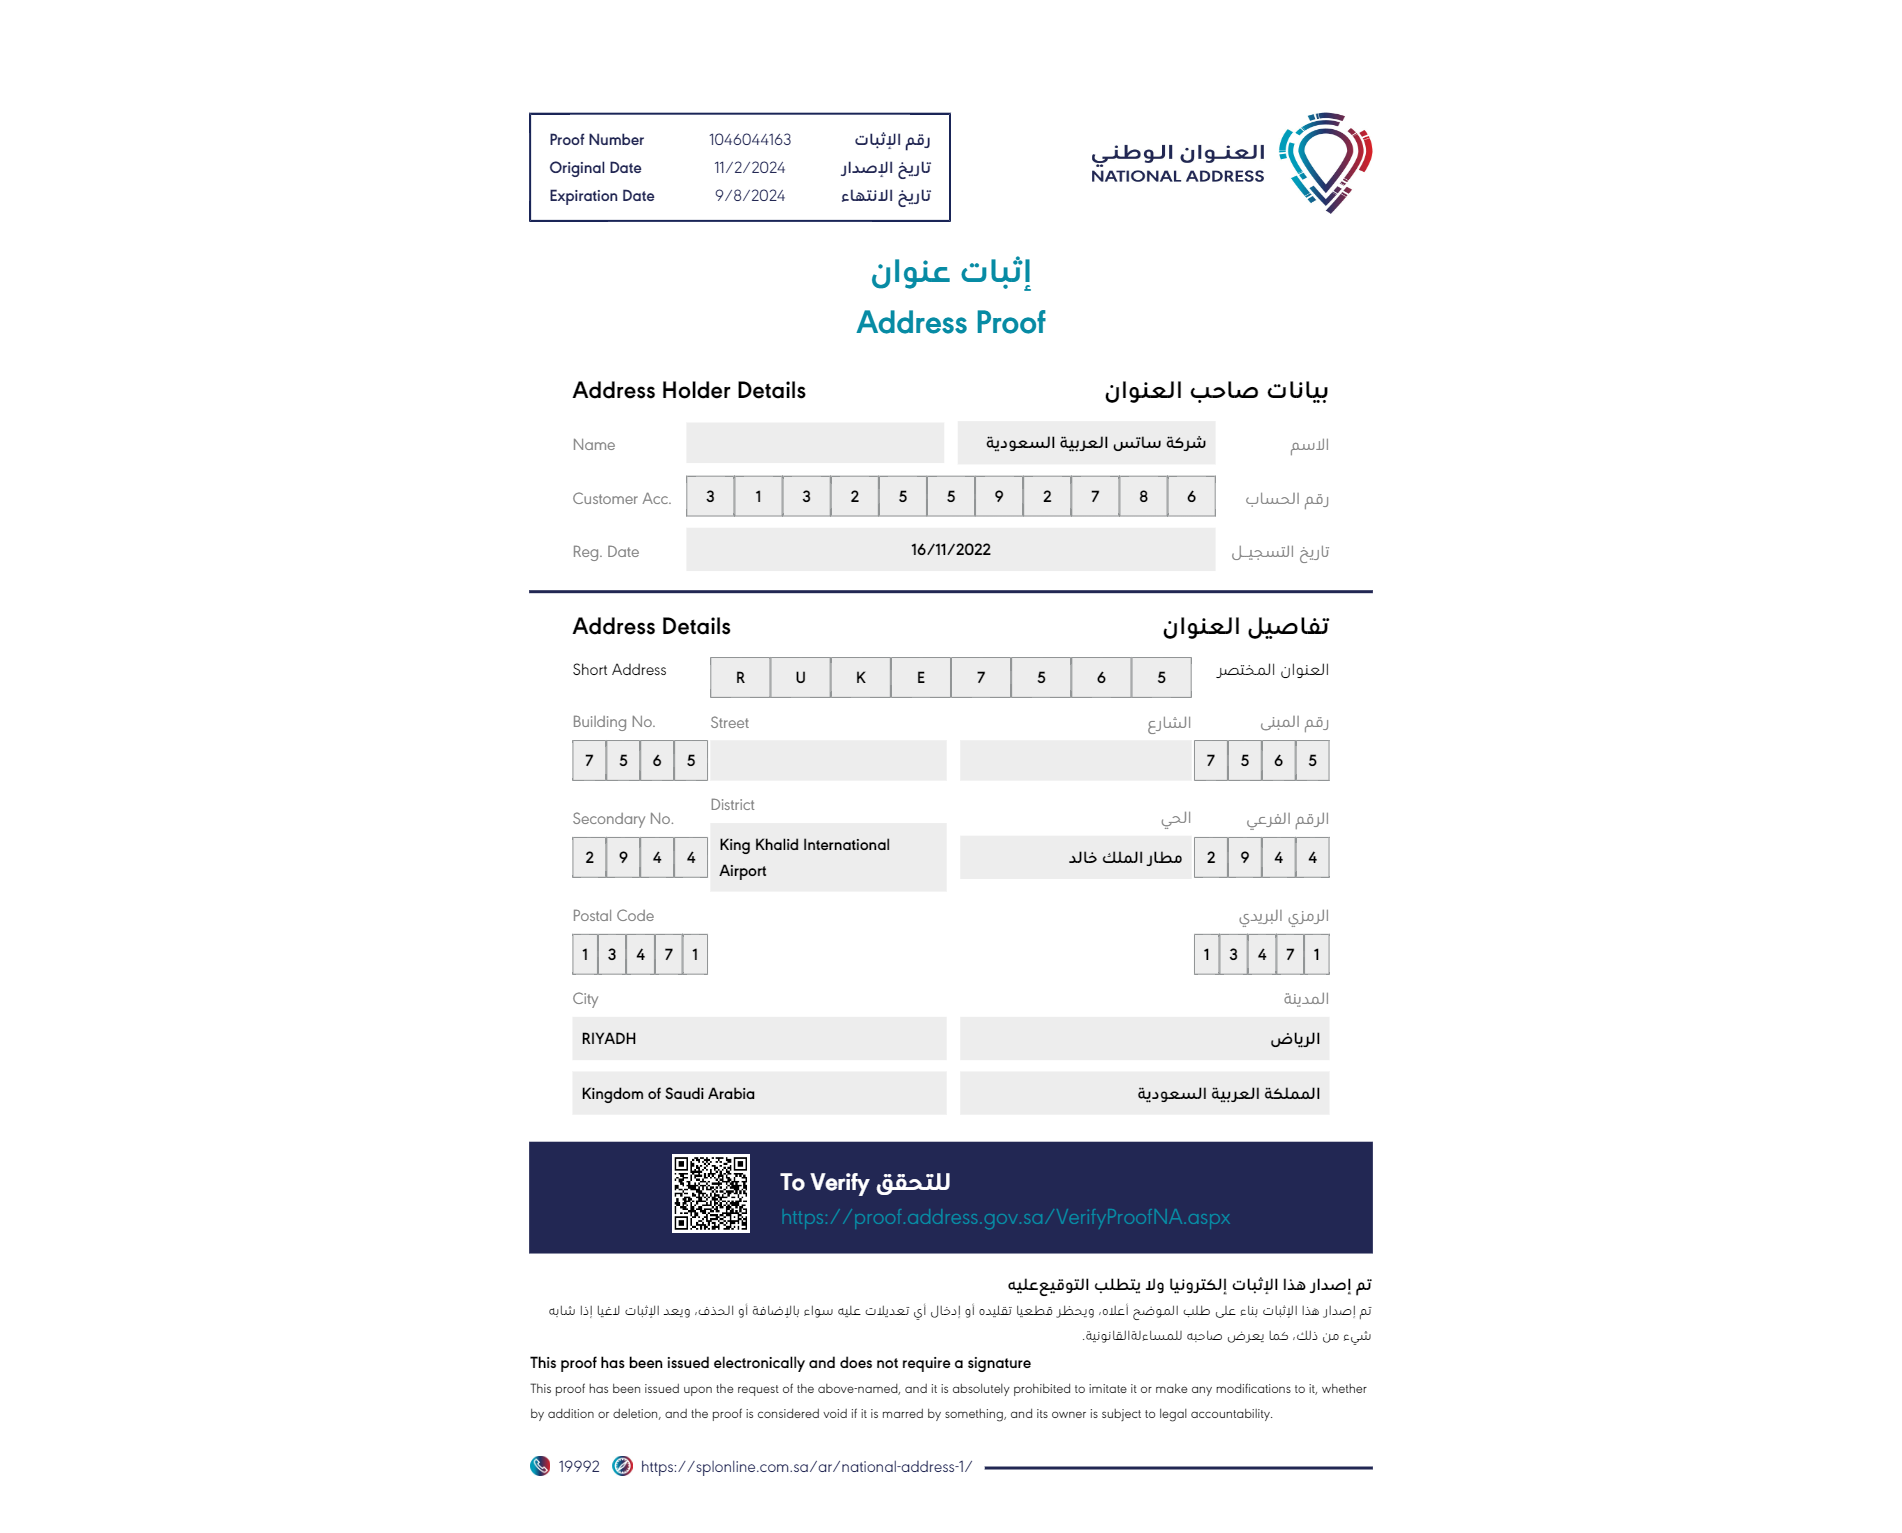 Proof Number 1046044163 رقم الإثبات
Original Date 11/2/2024 تاريخ الإصدار
Expiration Date 9/8/2024 تاريخ الانتهاء
العنوان الوطني
NATIONAL ADDRESS
إثبات عنوان
Address Proof
Address Holder Details بيانات صاحب العنوان
Name شركة ساتس العربية السعودية الاسم
Customer Acc. 3 1 3 2 5 5 9 2 7 8 6 رقم الحساب
Reg. Date 16/11/2022 تاريخ التسجيــل
Address Details تفاصيل العنوان
Short Address R U K E 7 5 6 5 العنوان المختصر
Building No. Street الشارع رقم المبنى
7 5 6 5 7 5 6 5
Secondary No. District الحي الرقم الفرعي
2 9 4 4 King Khalid International مطار الملك خالد 2 9 4 4
Airport
Postal Code الرمزي البريدي
1 3 4 7 1 1 3 4 7 1
City المدينة
RIYADH الرياض
Kingdom of Saudi Arabia المملكة العربية السعودية
To Verify للتحقق
https://proof.address.gov.sa/VerifyProofNA.aspx
تم إصدار هذا الإثبات إلكترونيا ولا يتطلب التوقيععليه
تم إصدار هذا الإثبات بناء على طلب الموضح أعلاه، ويحظر قطعيا تقليده أو إدخال أي تعديلات عليه سواء بالإضافة أو الحذف، ويعد الإثبات لاغيا إذا شابه
شيء من ذلك، كما يعرض صاحبه للمساءلةالقانونية.
This proof has been issued electronically and does not require a signature
This proof has been issued upon the request of the above-named, and it is absolutely prohibited to imitate it or make any modifications to it, whether
by addition or deletion, and the proof is considered void if it is marred by something, and its owner is subject to legal accountability.
19992 https://splonline.com.sa/ar/national-address-1/